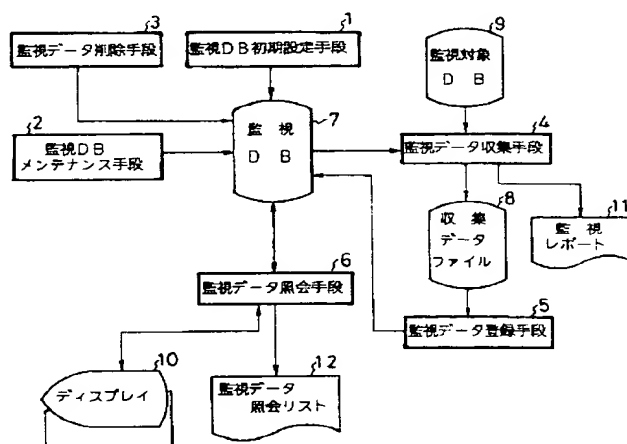 3
監視データ削除手段
1
監視DB初期設定手段
9
監視対象
D B
2
監視DB
メンテナンス手段
7
監視
D B
4
監視データ収集手段
8
収集
データ
ファイル
11
監視
レポート
6
監視データ照会手段
5
監視データ登録手段
10
ディスプレイ
12
監視データ
照会リスト